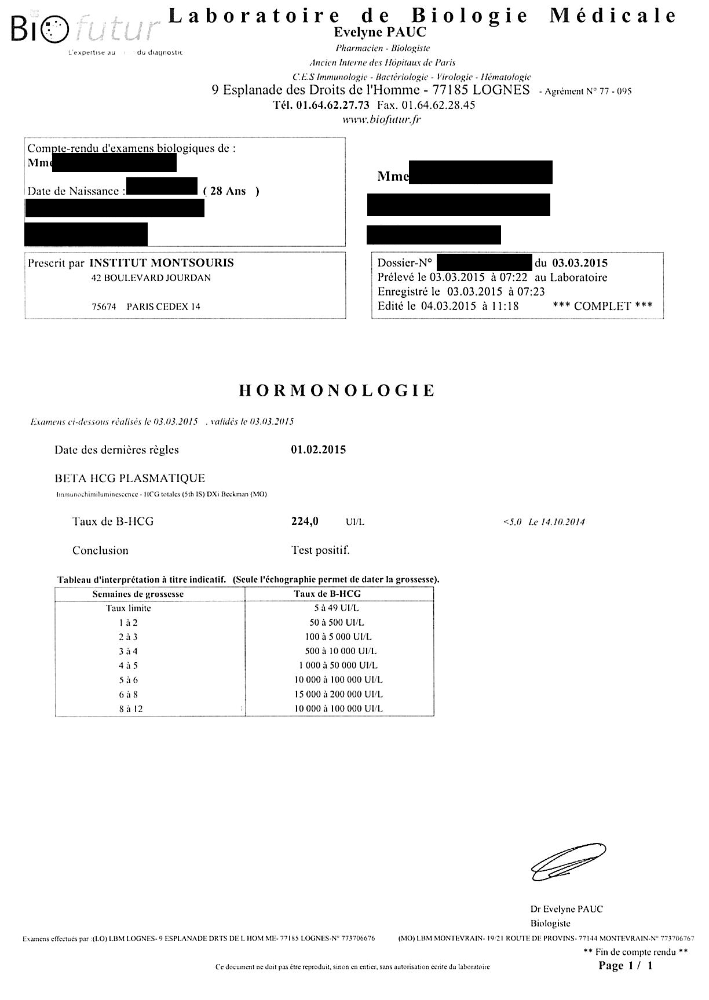 Laboratoire de Biologie Médicale
Biofutur
L'expertise au du diagnostic
Evelyne PAUC
Pharmacien - Biologiste
Ancien Interne des Hôpitaux de Paris
C.E.S Immunologie - Bactériologie - Virologie - Hématologie
9 Esplanade des Droits de l'Homme - 77185 LOGNES - Agrément N° 77 - 095
Tél. 01.64.62.27.73 Fax. 01.64.62.28.45
www.biofutur.fr
Compte-rendu d'examens biologiques de :
Mme
Date de Naissance : ( 28 Ans )
Mme
Prescrit par INSTITUT MONTSOURIS
42 BOULEVARD JOURDAN
75674 PARIS CEDEX 14
Dossier-N° du 03.03.2015
Prélevé le 03.03.2015 à 07:22 au Laboratoire
Enregistré le 03.03.2015 à 07:23
Edité le 04.03.2015 à 11:18 *** COMPLET ***
HORMONOLOGIE
Examens ci-dessous réalisés le 03.03.2015 , validés le 03.03.2015
Date des dernières règles 01.02.2015
BETA HCG PLASMATIQUE
Immunochimiluminescence - HCG totales (5th IS) DXi Beckman (MO)
Taux de B-HCG 224,0 UI/L <5,0 Le 14.10.2014
Conclusion Test positif.
Tableau d'interprétation à titre indicatif. (Seule l'échographie permet de dater la grossesse).
Semaines de grossesse Taux de B-HCG
Taux limite 5 à 49 UI/L
1 à 2 50 à 500 UI/L
2 à 3 100 à 5 000 UI/L
3 à 4 500 à 10 000 UI/L
4 à 5 1 000 à 50 000 UI/L
5 à 6 10 000 à 100 000 UI/L
6 à 8 15 000 à 200 000 UI/L
8 à 12 10 000 à 100 000 UI/L
Dr Evelyne PAUC
Biologiste
Examens effectués par :(LO) LBM LOGNES- 9 ESPLANADE DRTS DE L HOM ME- 77185 LOGNES-N° 773706676 (MO) LBM MONTEVRAIN- 19/21 ROUTE DE PROVINS- 77144 MONTEVRAIN-N° 773706767
** Fin de compte rendu **
Ce document ne doit pas être reproduit, sinon en entier, sans autorisation écrite du laboratoire
Page 1 / 1